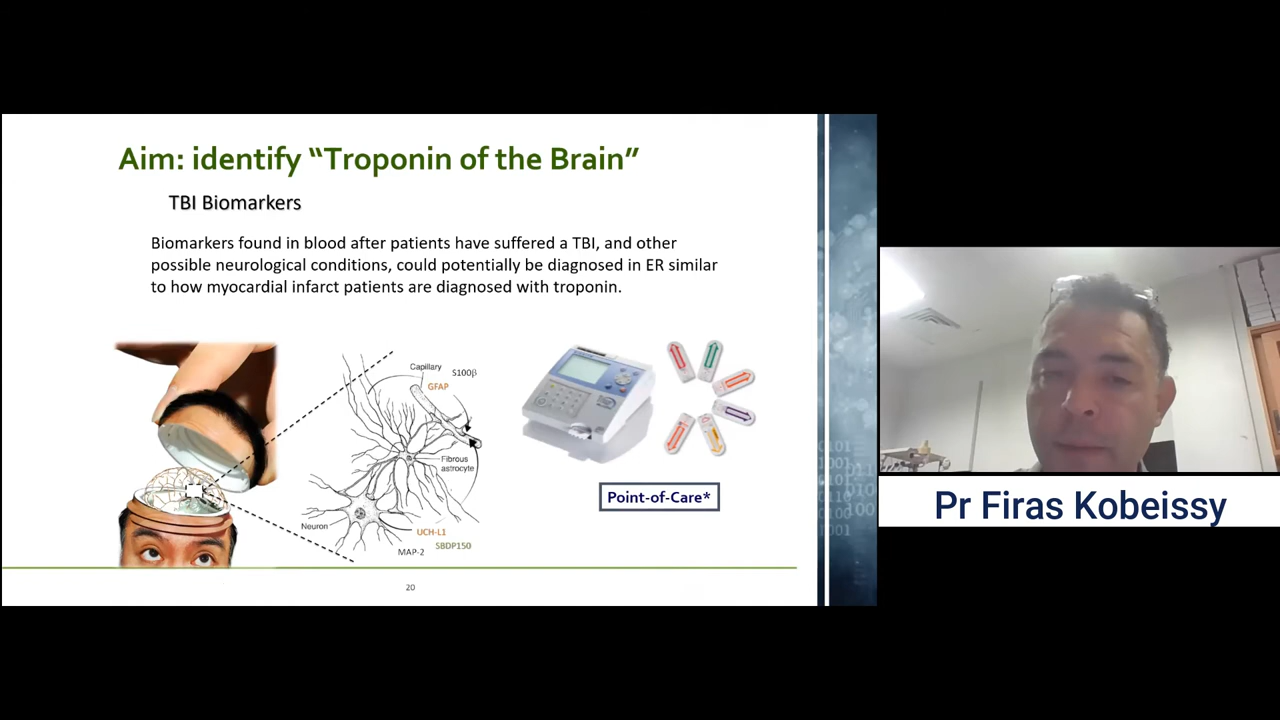 Aim: identify “Troponin of the Brain”
TBI Biomarkers
Biomarkers found in blood after patients have suffered a TBI, and other
possible neurological conditions, could potentially be diagnosed in ER similar
to how myocardial infarct patients are diagnosed with troponin.
Capillary
S100β
GFAP
Fibrous
astrocyte
Neuron
UCH-L1
SBDP150
MAP-2
Point-of-Care*
20
Pr Firas Kobeissy